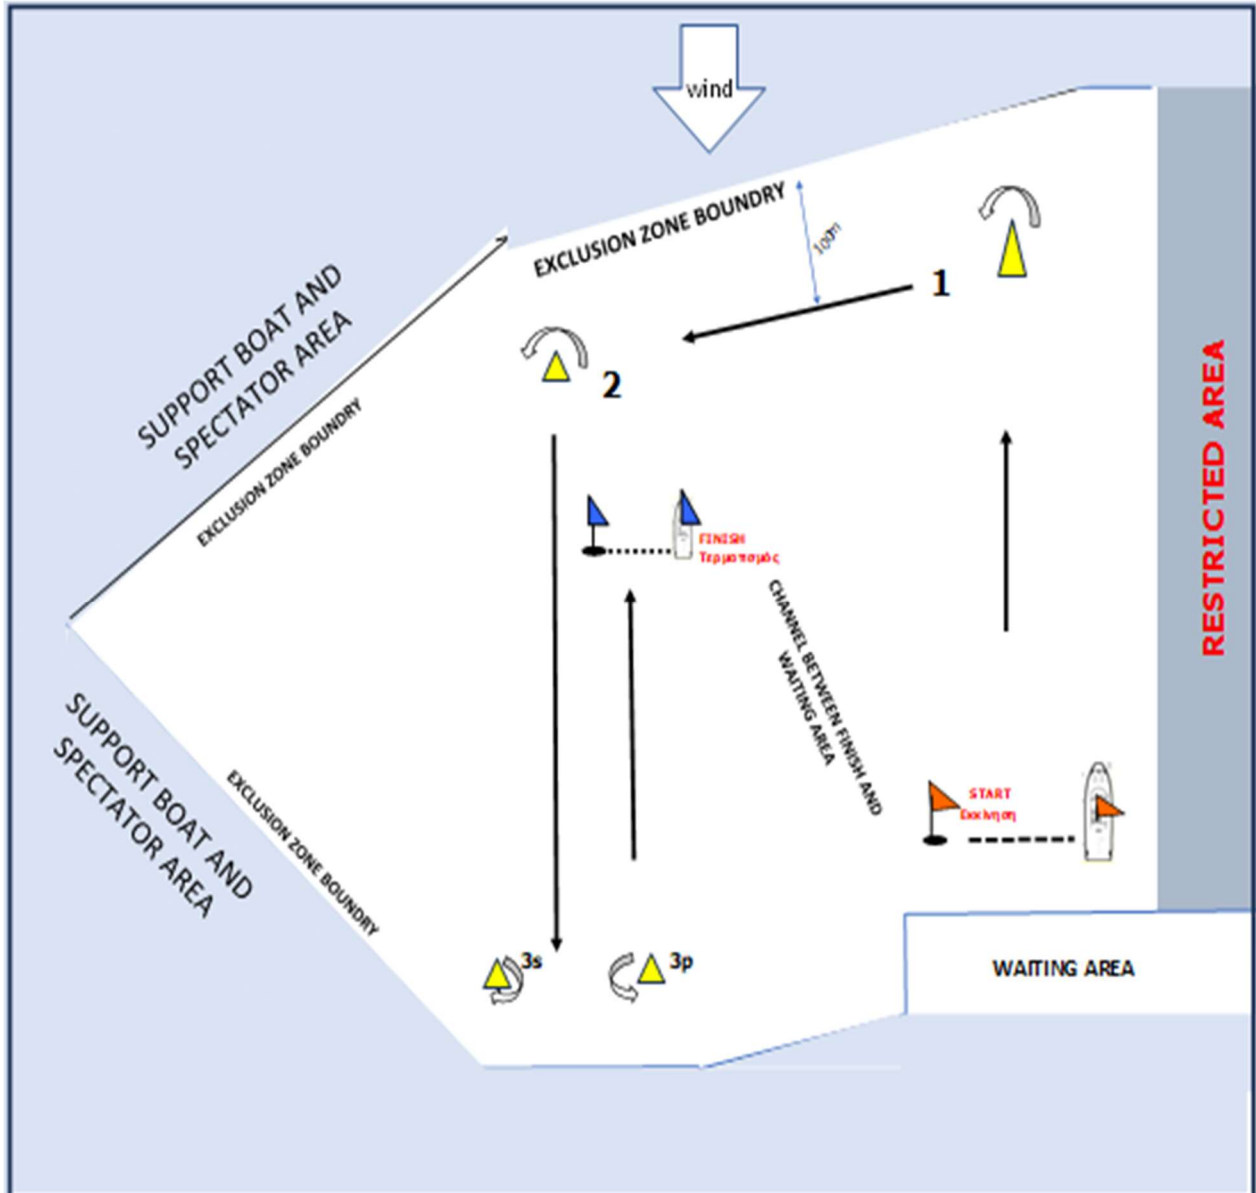 wind
EXCLUSION ZONE BOUNDRY
100m
1
SUPPORT BOAT AND
SPECTATOR AREA
EXCLUSION ZONE BOUNDRY
2
RESTRICTED AREA
FINISH
Τερματισμός
CHANNEL BETWEEN FINISH AND
WAITING AREA
SUPPORT BOAT AND
SPECTATOR AREA
EXCLUSION ZONE BOUNDRY
START
Εκκίνηση
3s
3p
WAITING AREA